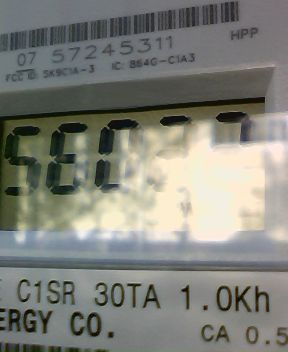 07 57245311
HPP
FCC ID: SK9C1A-3 IC: 864G-C1A3
C1SR 30TA 1.0Kh
ERGY CO.
CA 0.5